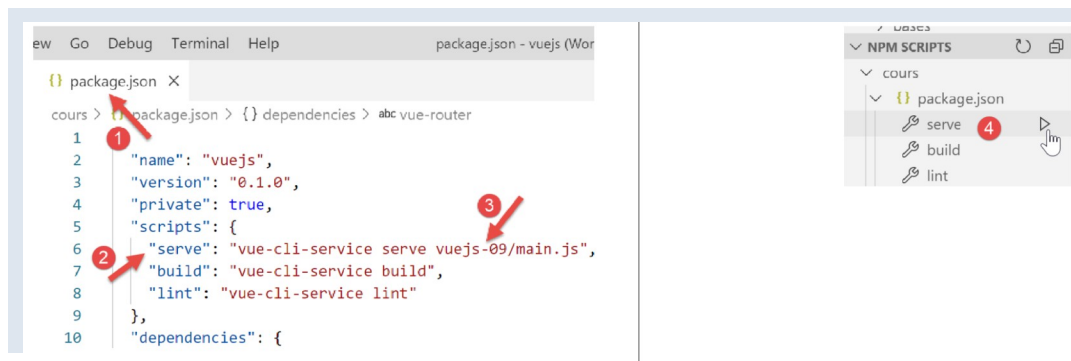 ew Go Debug Terminal Help package.json - vuejs (Wor
{} package.json ×
cours > {} package.json > {} dependencies > abc vue-router
1 1
2 "name": "vuejs",
3 "version": "0.1.0",
4 "private": true,
5 "scripts": { 3
6 2 "serve": "vue-cli-service serve vuejs-09/main.js",
7 "build": "vue-cli-service build",
8 "lint": "vue-cli-service lint"
9 },
10 "dependencies": {
> bases
NPM SCRIPTS
cours
{} package.json
serve 4
build
lint